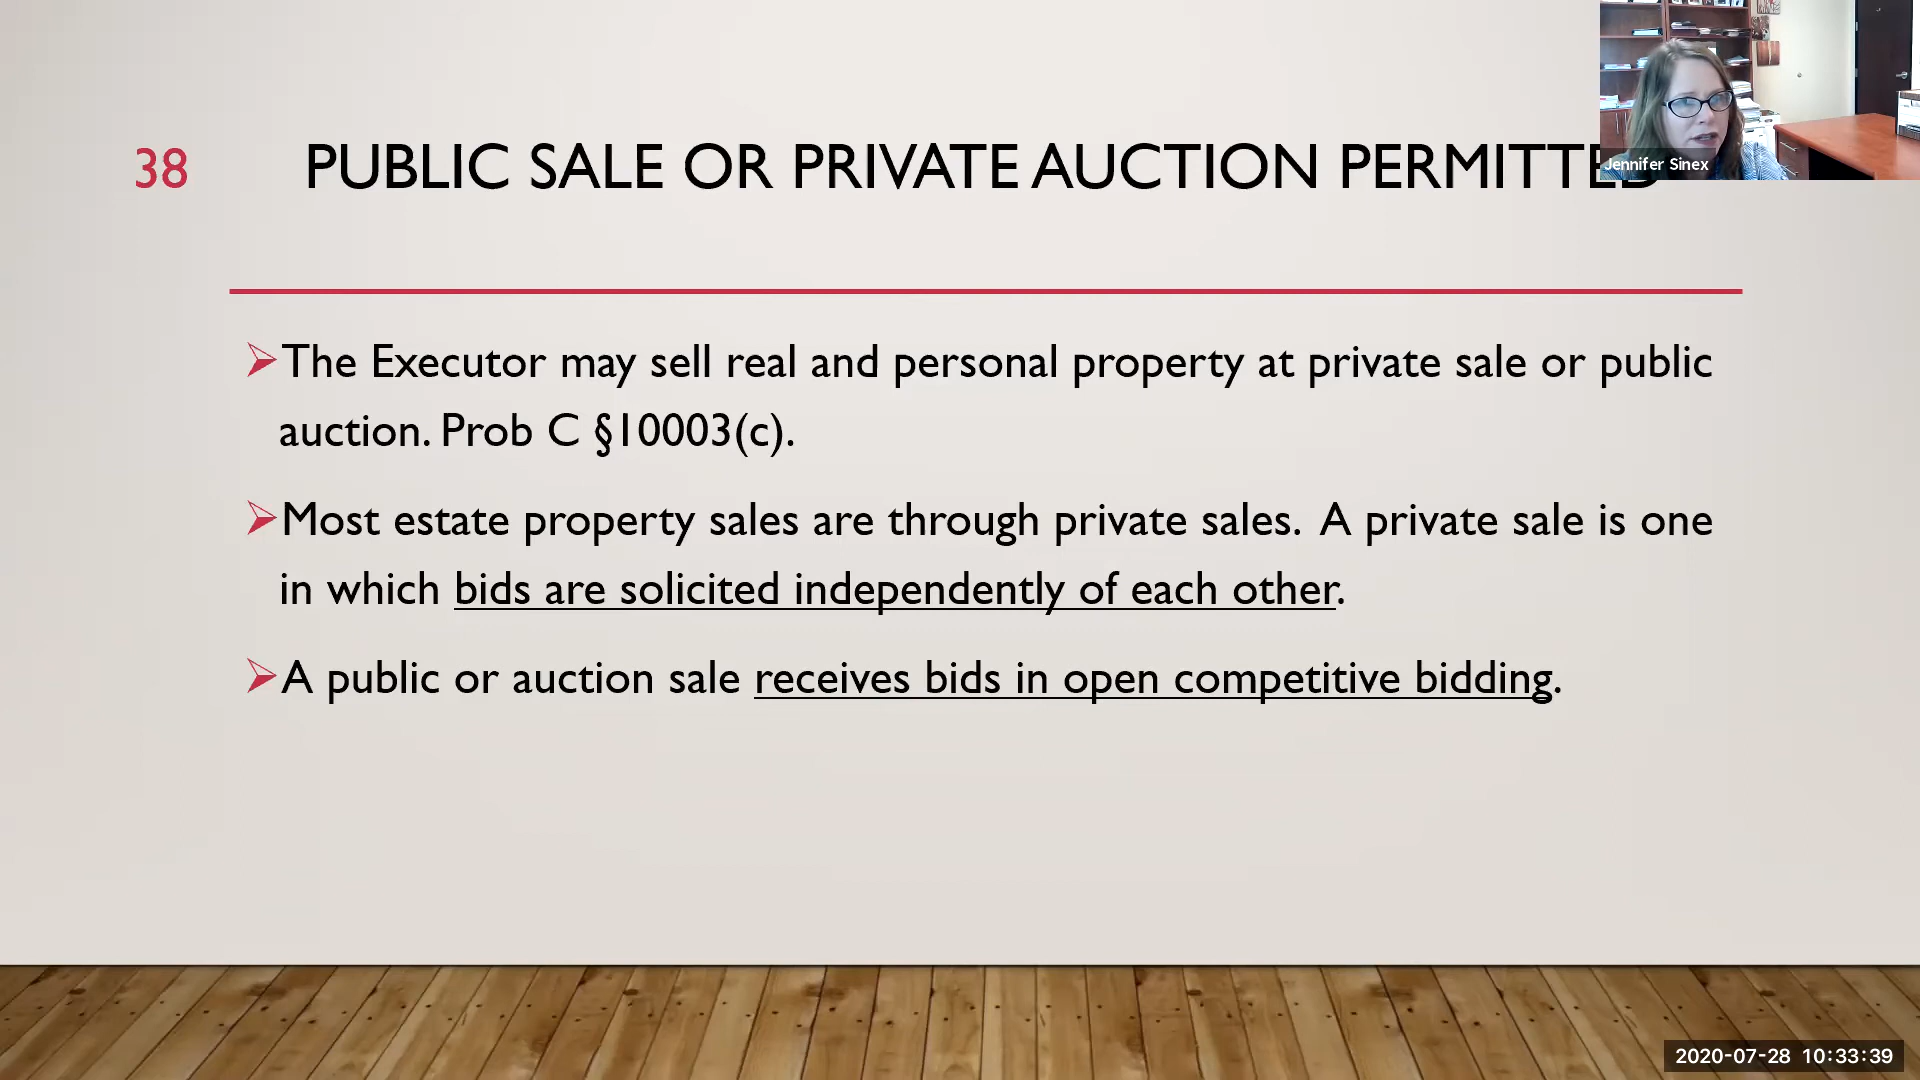 38
PUBLIC SALE OR PRIVATE AUCTION PERMITTED
Jennifer Sinex
➢The Executor may sell real and personal property at private sale or public
auction. Prob C §10003(c).
➢Most estate property sales are through private sales. A private sale is one
in which bids are solicited independently of each other.
➢A public or auction sale receives bids in open competitive bidding.
2020-07-28 10:33:39